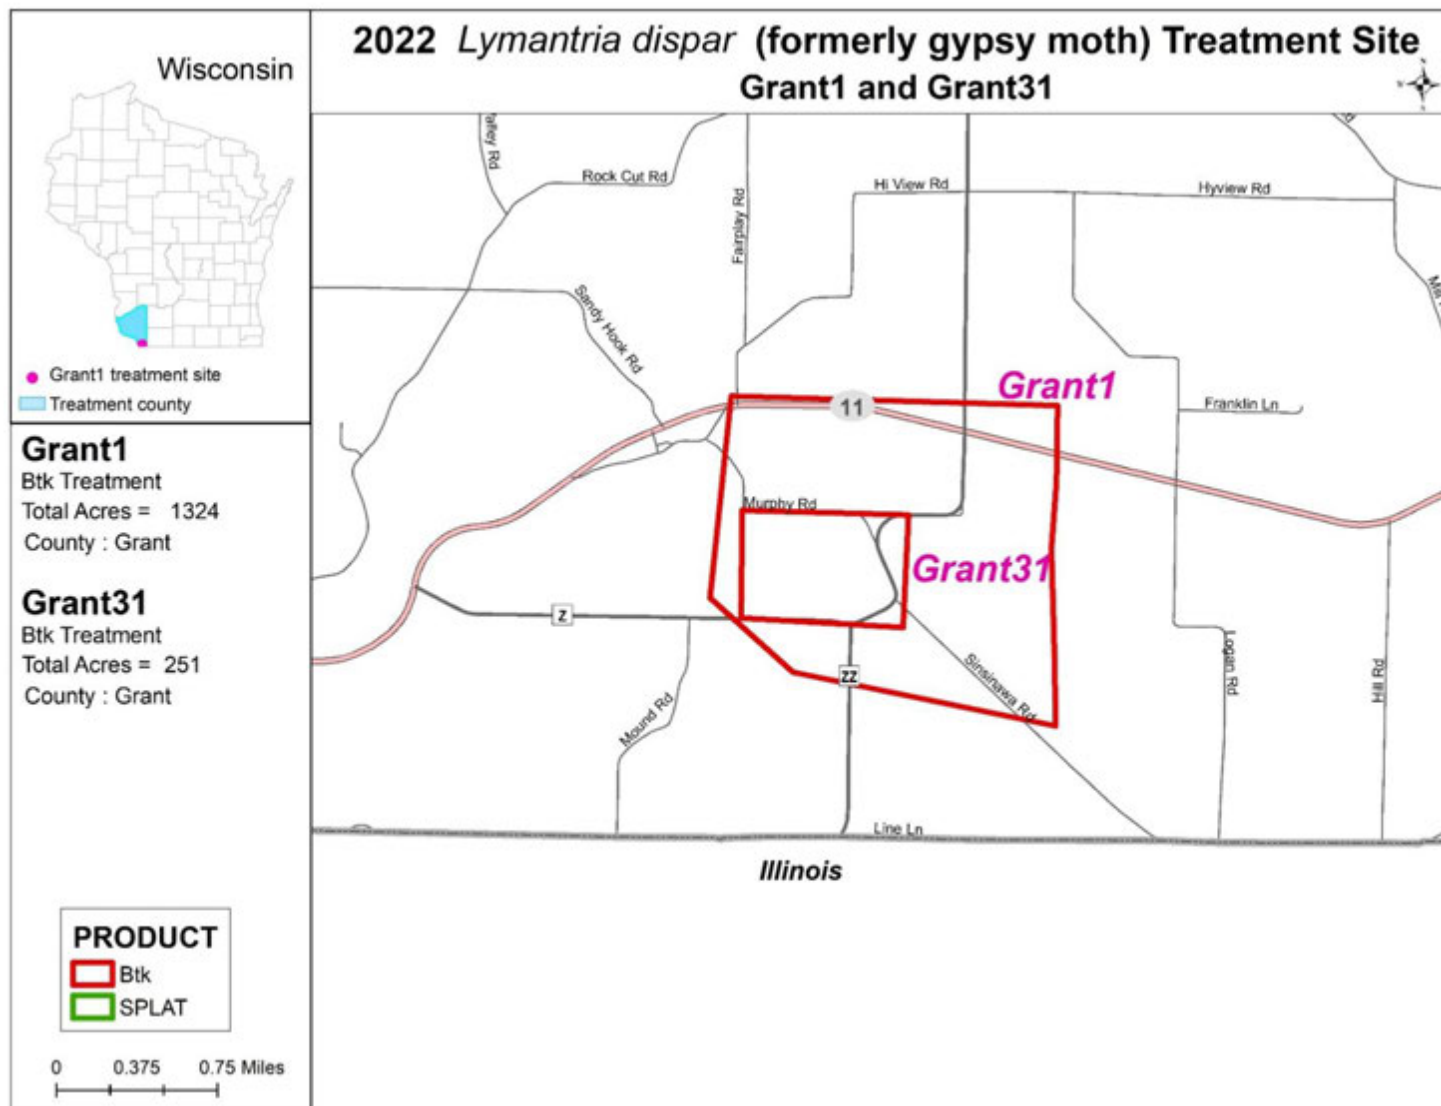 2022 Lymantria dispar (formerly gypsy moth) Treatment Site
Grant1 and Grant31
Wisconsin
Grant1 treatment site
Treatment county
Grant1
Btk Treatment
Total Acres = 1324
County : Grant
Grant31
Btk Treatment
Total Acres = 251
County : Grant
PRODUCT
Btk
SPLAT
0 0.375 0.75 Miles
Rock Cut Rd
Fairplay Rd
Hi View Rd
Hyview Rd
Sandy Hook Rd
Grant1
11
Franklin Ln
Murphy Rd
Grant31
Z
ZZ
Sinsinawa Rd
Mound Rd
Logan Rd
Hill Rd
Line Ln
Illinois